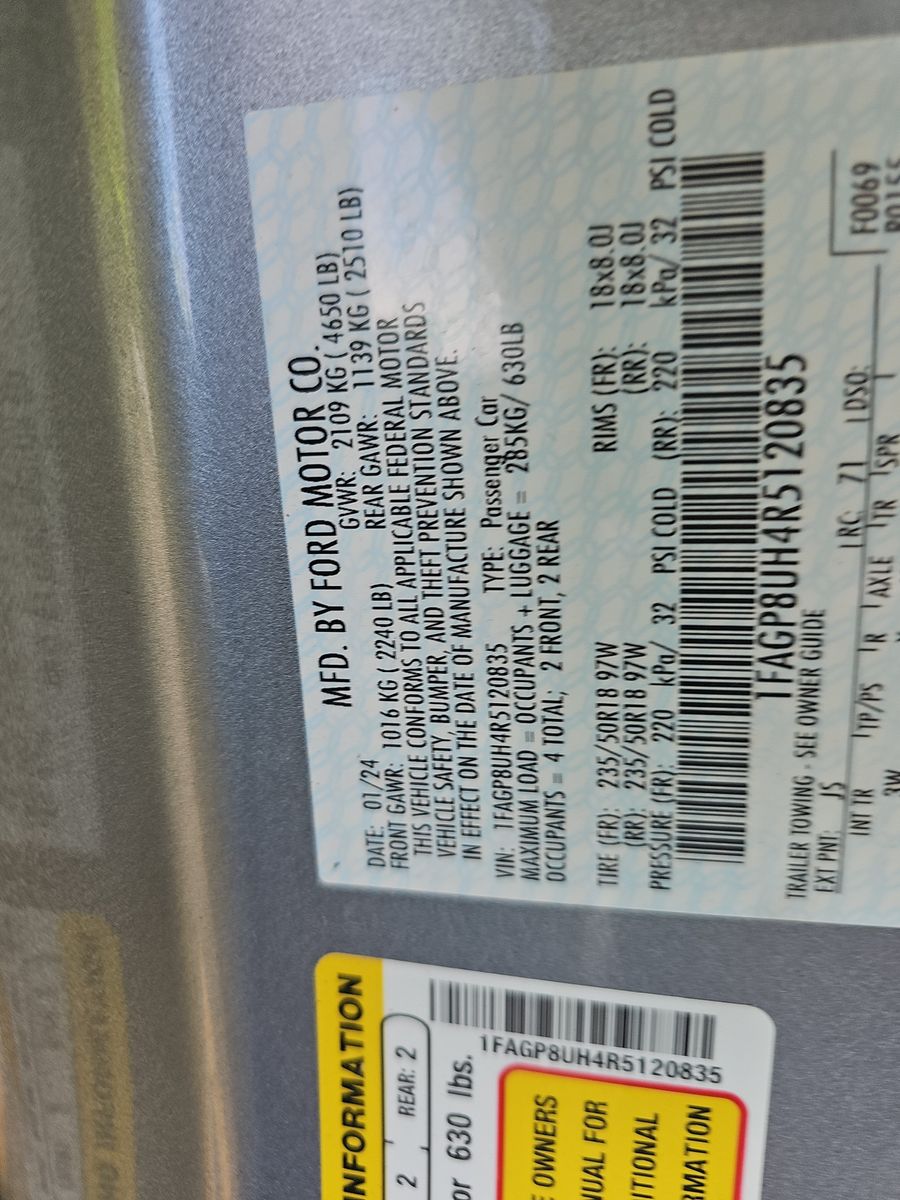 MFD. BY FORD MOTOR CO.
DATE: 01/24 GVWR: 2109 KG ( 4650 LB)
FRONT GAWR: 1016 KG ( 2240 LB) REAR GAWR: 1139 KG ( 2510 LB)
THIS VEHICLE CONFORMS TO ALL APPLICABLE FEDERAL MOTOR
VEHICLE SAFETY, BUMPER, AND THEFT PREVENTION STANDARDS
IN EFFECT ON THE DATE OF MANUFACTURE SHOWN ABOVE.
VIN: 1FAGP8UH4R5120835 TYPE: Passenger Car
MAXIMUM LOAD = OCCUPANTS + LUGGAGE = 285KG/ 630LB
OCCUPANTS = 4 TOTAL; 2 FRONT, 2 REAR
TIRE (FR): 235/50R18 97W RIMS (FR): 18x8.0J
(RR): 235/50R18 97W (RR): 18x8.0J
PRESSURE (FR): 220 kPa/ 32 PSI COLD (RR): 220 kPa/ 32 PSI COLD
1FAGP8UH4R5120835
TRAILER TOWING - SEE OWNER GUIDE
EXT PNT: J5 RC: 71 DSO: F0069
INT TR TP/PS R AXLE TR SPR
3W
INFORMATION
2 REAR: 2
or 630 lbs.
1FAGP8UH4R5120835
OWNERS
NUAL FOR
ITIONAL
RMATION